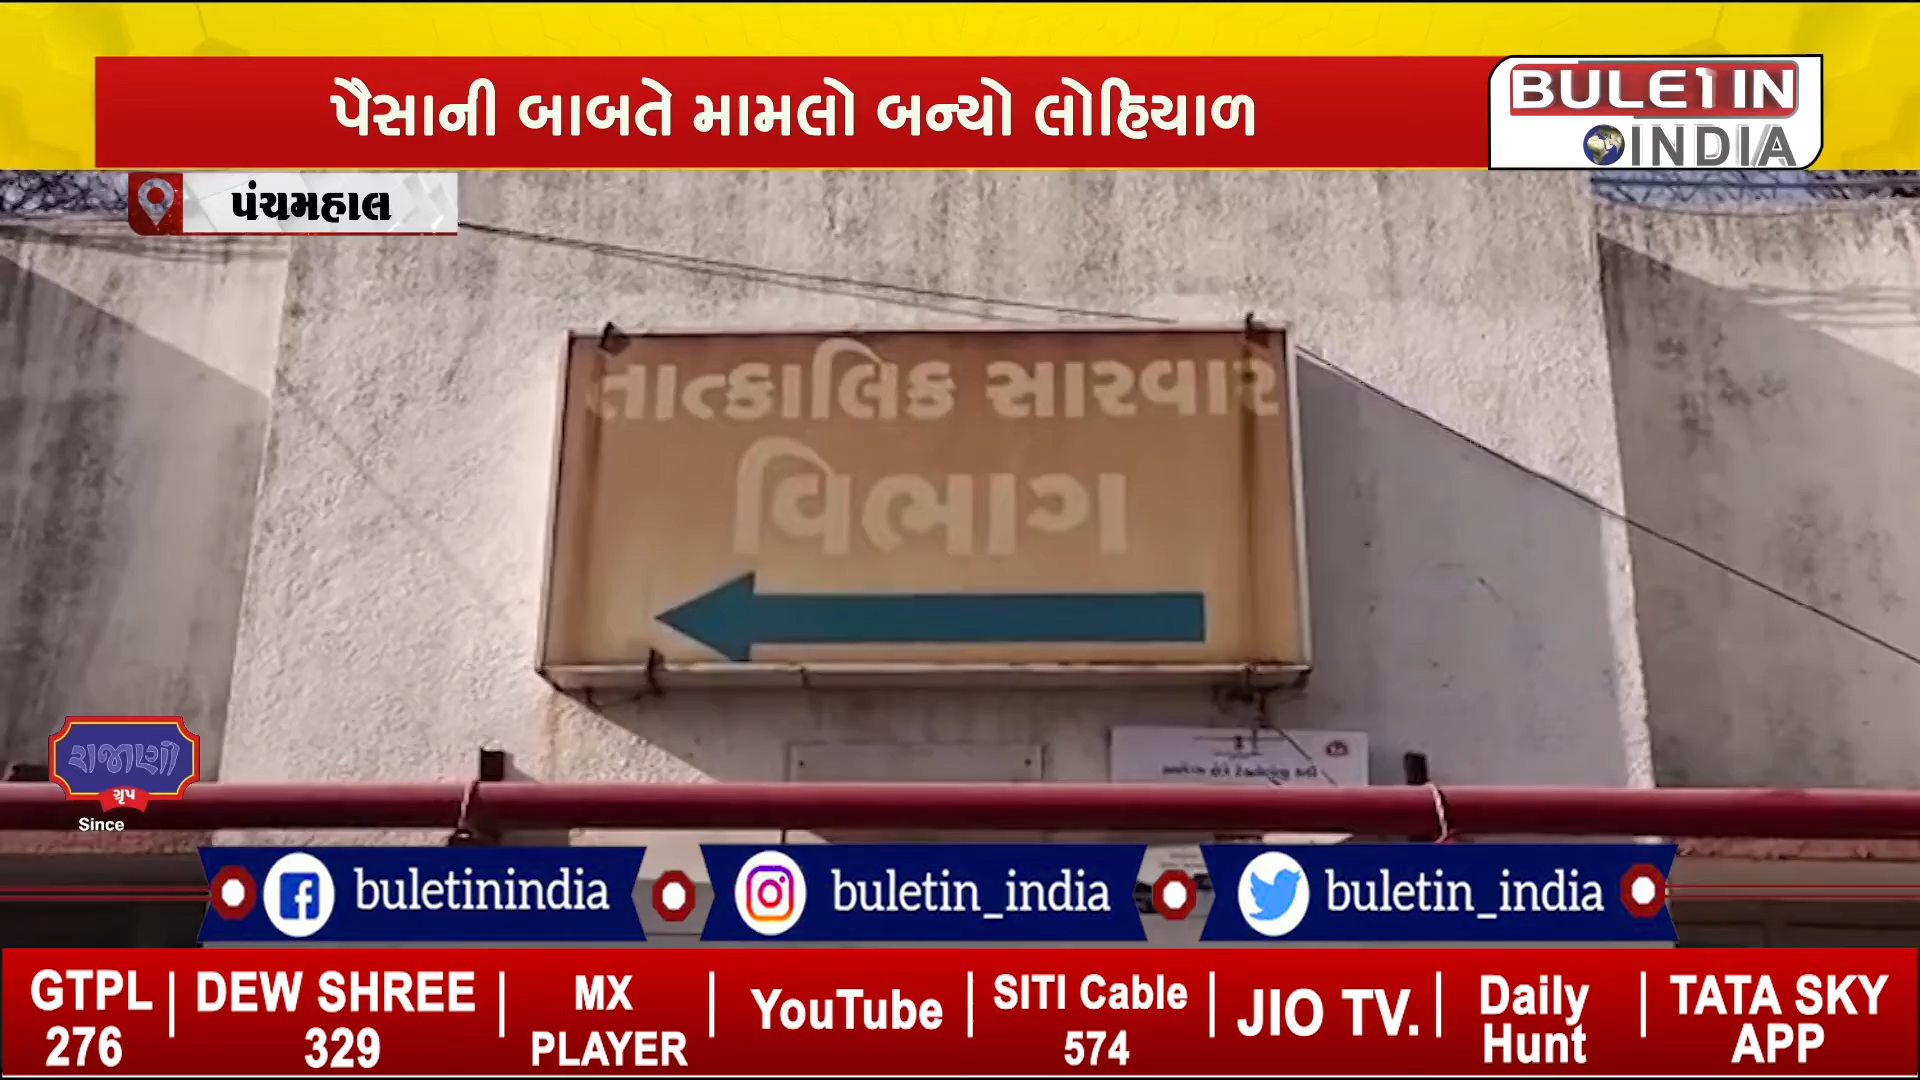 પૈસાની બાબતે મામલો બન્યો લોહિયાળ
BULETIN
INDIA
પંચમહાલ
તાત્કાલિક સારવાર
વિભાગ
રાજાણી
ગ્રુપ
Since
buletinindia
buletin_india
buletin_india
GTPL
276
DEW SHREE
329
MX
PLAYER
YouTube
SITI Cable
574
JIO TV.
Daily
Hunt
TATA SKY
APP